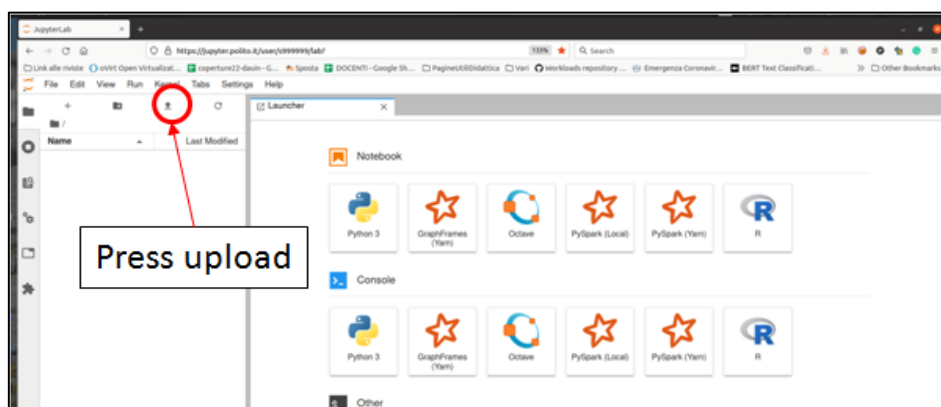 JupyterLab
https://jupyter.polito.it/user/s999999/lab?
133%
Search
Link alle riviste oVirt Open Virtualizat... coperture22-dauin-G... Sposta DOCENTI-Google Sh... PagineUtiliDidattica Vari Workloads repository ... Emergenza Coronavir... BERT Text Classificati... Other Bookmarks
File Edit View Run Kernel Tabs Settings Help
Launcher
/
Name Last Modified
Notebook
Python 3 GraphFrames (Yarn) Octave PySpark (Local) PySpark (Yarn) R
Press upload
Console
Python 3 GraphFrames (Yarn) Octave PySpark (Local) PySpark (Yarn) R
Other